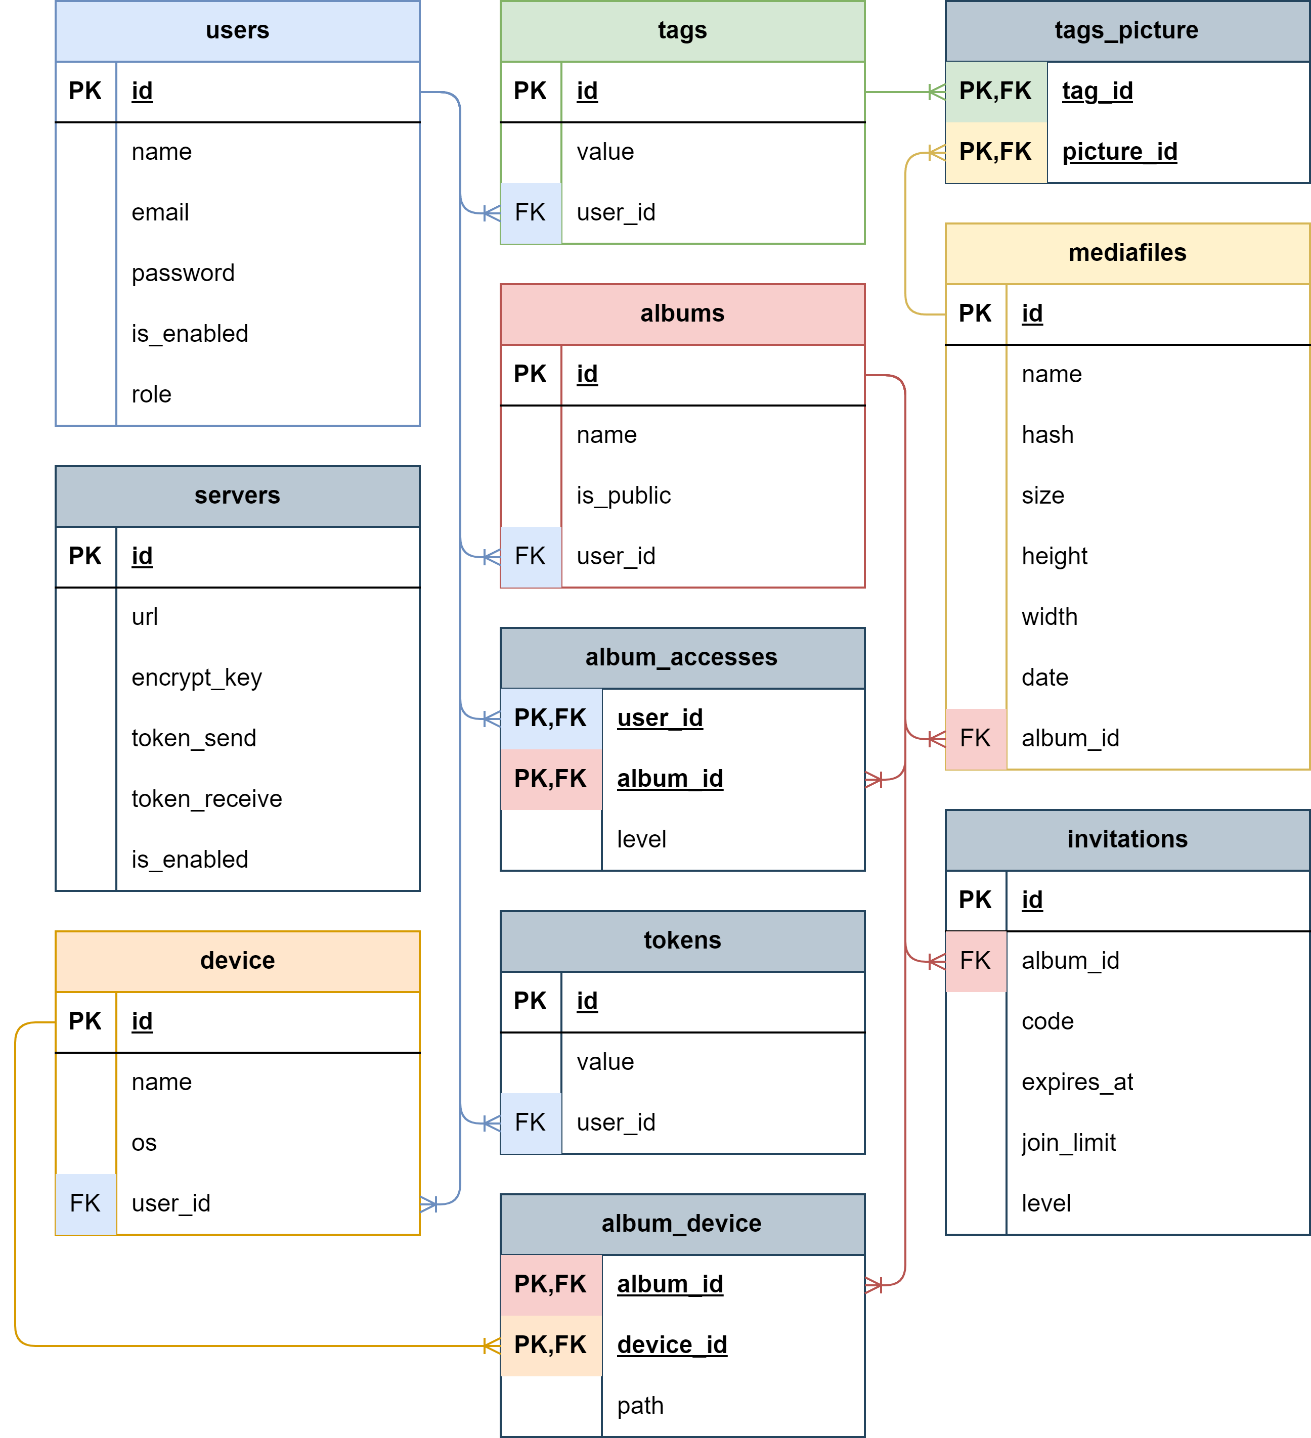 users
PK id
name
email
password
is_enabled
role
servers
PK id
url
encrypt_key
token_send
token_receive
is_enabled
device
PK id
name
os
FK user_id
tags
PK id
value
FK user_id
albums
PK id
name
is_public
FK user_id
album_accesses
PK,FK user_id
PK,FK album_id
level
tokens
PK id
value
FK user_id
album_device
PK,FK album_id
PK,FK device_id
path
tags_picture
PK,FK tag_id
PK,FK picture_id
mediafiles
PK id
name
hash
size
height
width
date
FK album_id
invitations
PK id
FK album_id
code
expires_at
join_limit
level